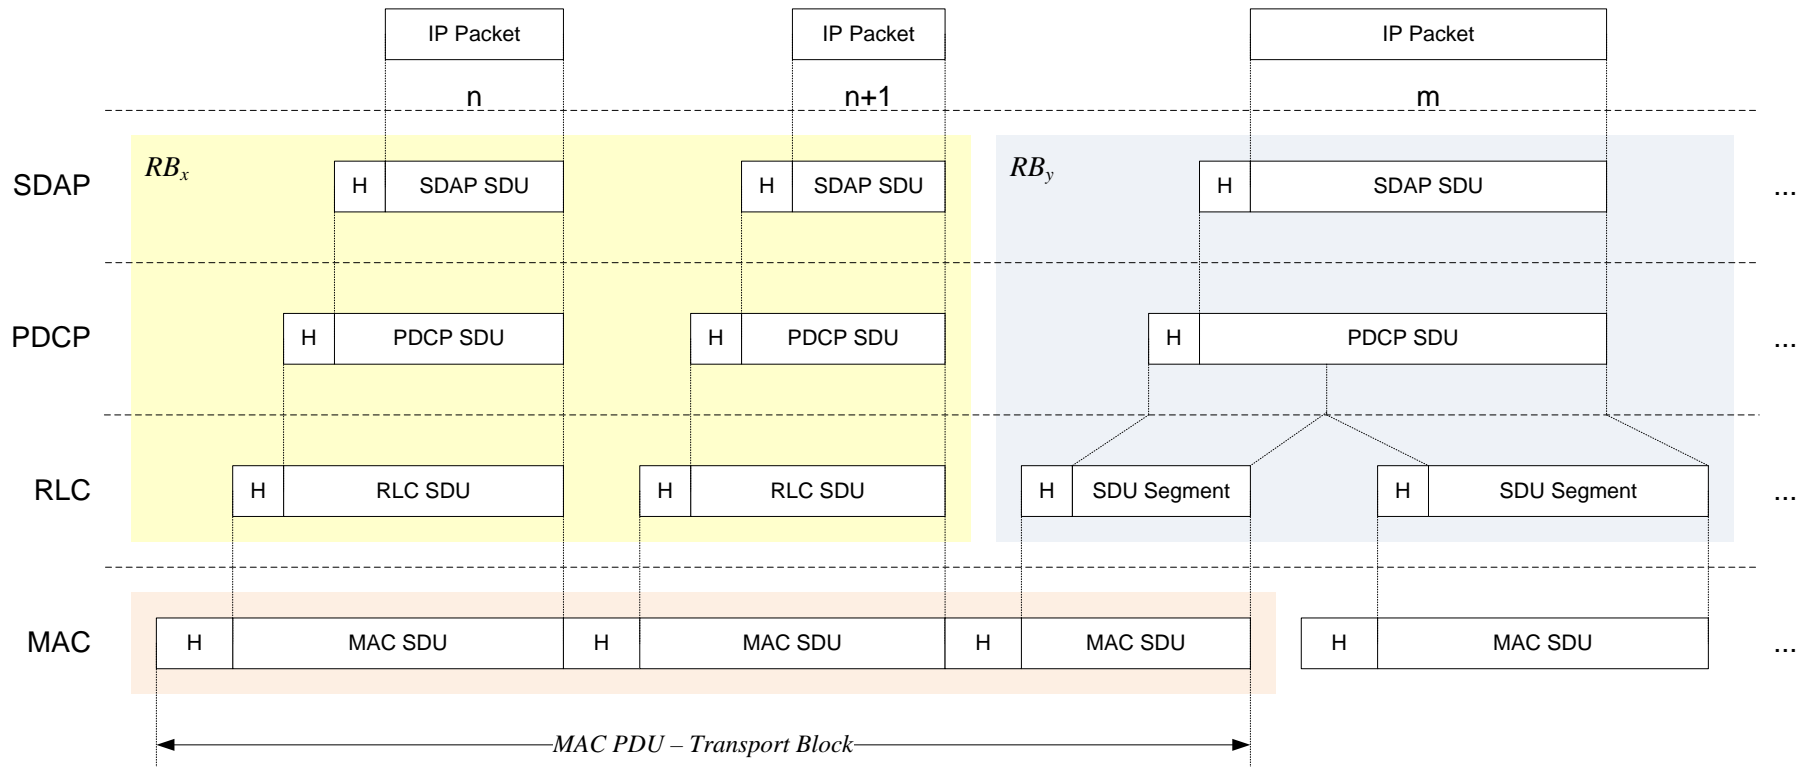 IP Packet IP Packet IP Packet
n n+1 m
RBx RBy
SDAP H SDAP SDU H SDAP SDU H SDAP SDU ...
PDCP H PDCP SDU H PDCP SDU H PDCP SDU ...
RLC H RLC SDU H RLC SDU H SDU Segment H SDU Segment ...
MAC H MAC SDU H MAC SDU H MAC SDU H MAC SDU ...
MAC PDU – Transport Block